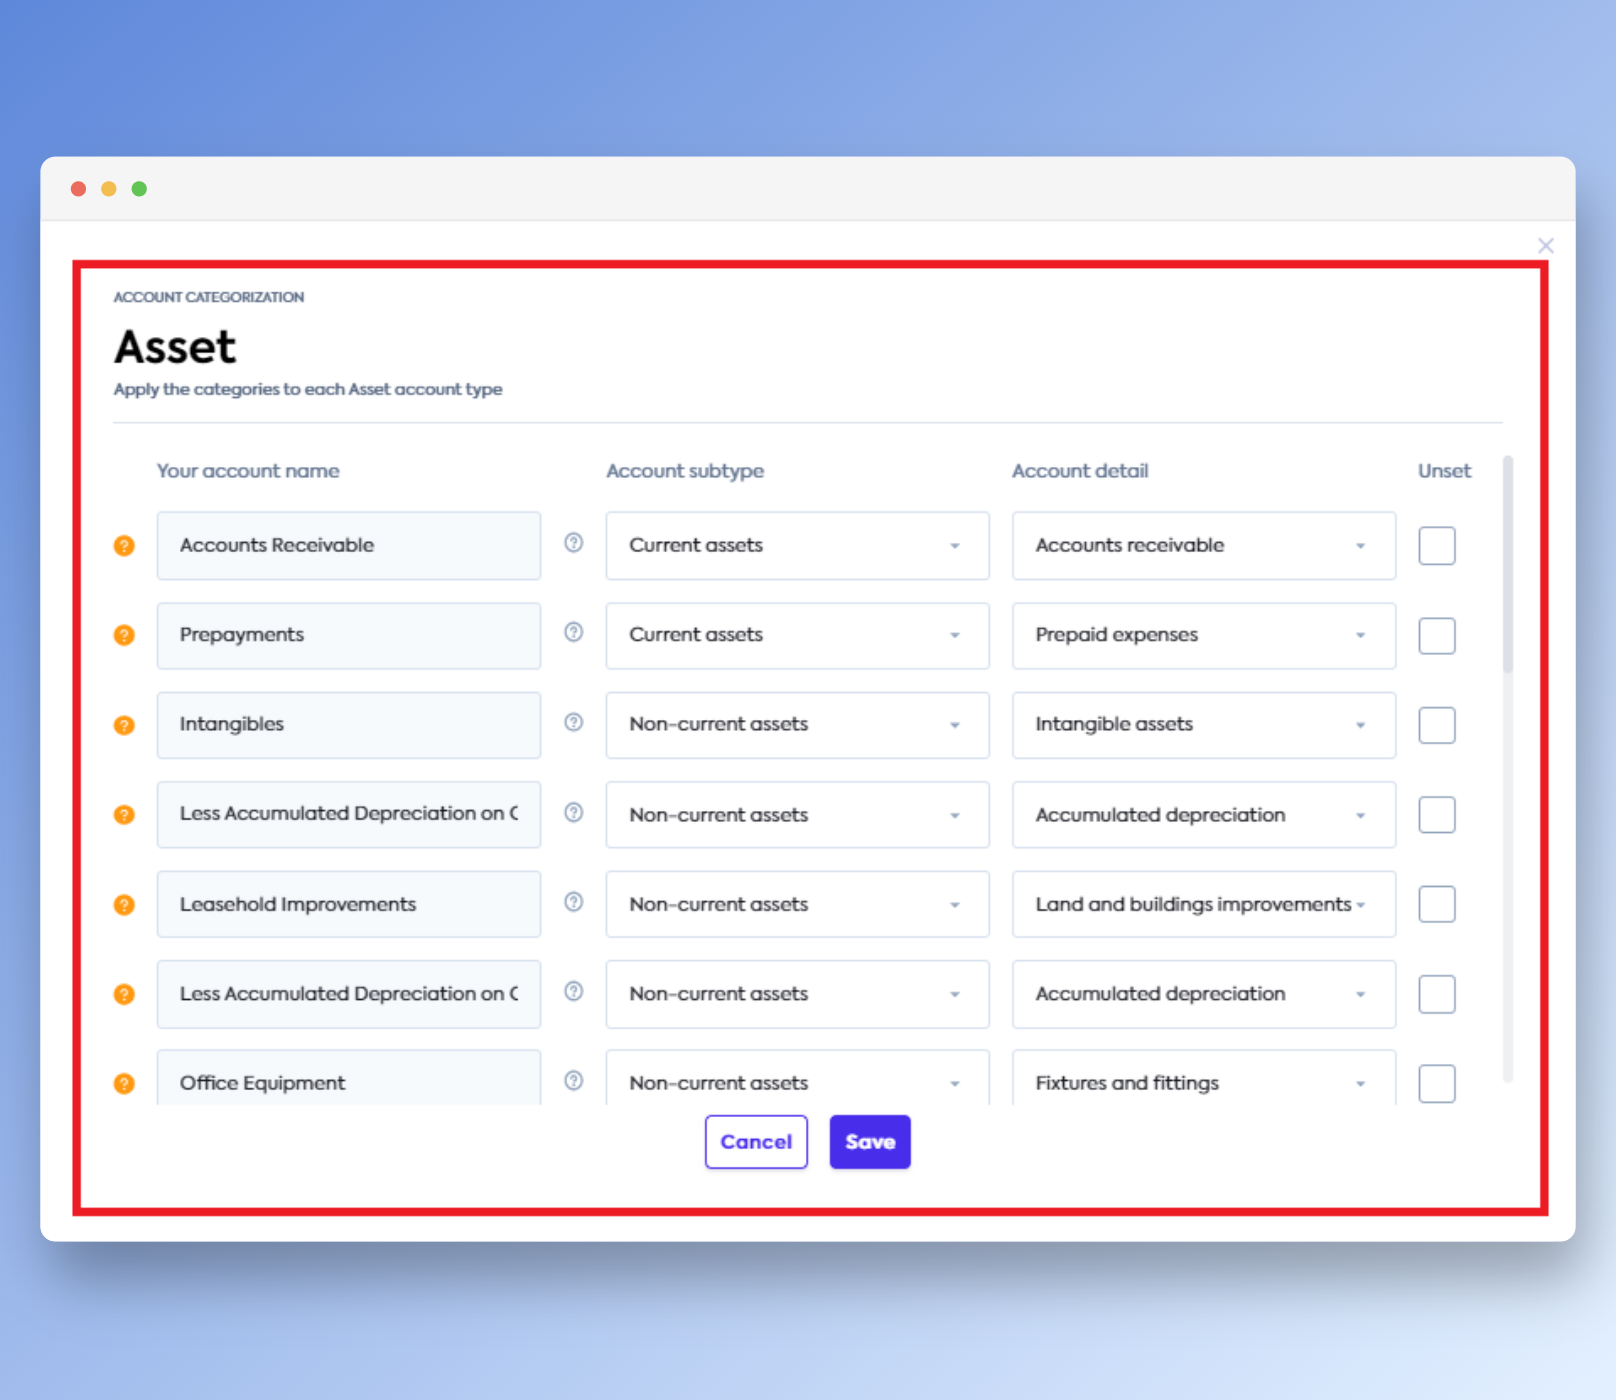 ACCOUNT CATEGORIZATION
Asset
Apply the categories to each Asset account type
Your account name Account subtype Account detail Unset
Accounts Receivable Current assets Accounts receivable
Prepayments Current assets Prepaid expenses
Intangibles Non-current assets Intangible assets
Less Accumulated Depreciation on Non-current assets Accumulated depreciation
Leasehold Improvements Non-current assets Land and buildings improvements
Less Accumulated Depreciation on Non-current assets Accumulated depreciation
Office Equipment Non-current assets Fixtures and fittings
Cancel Save